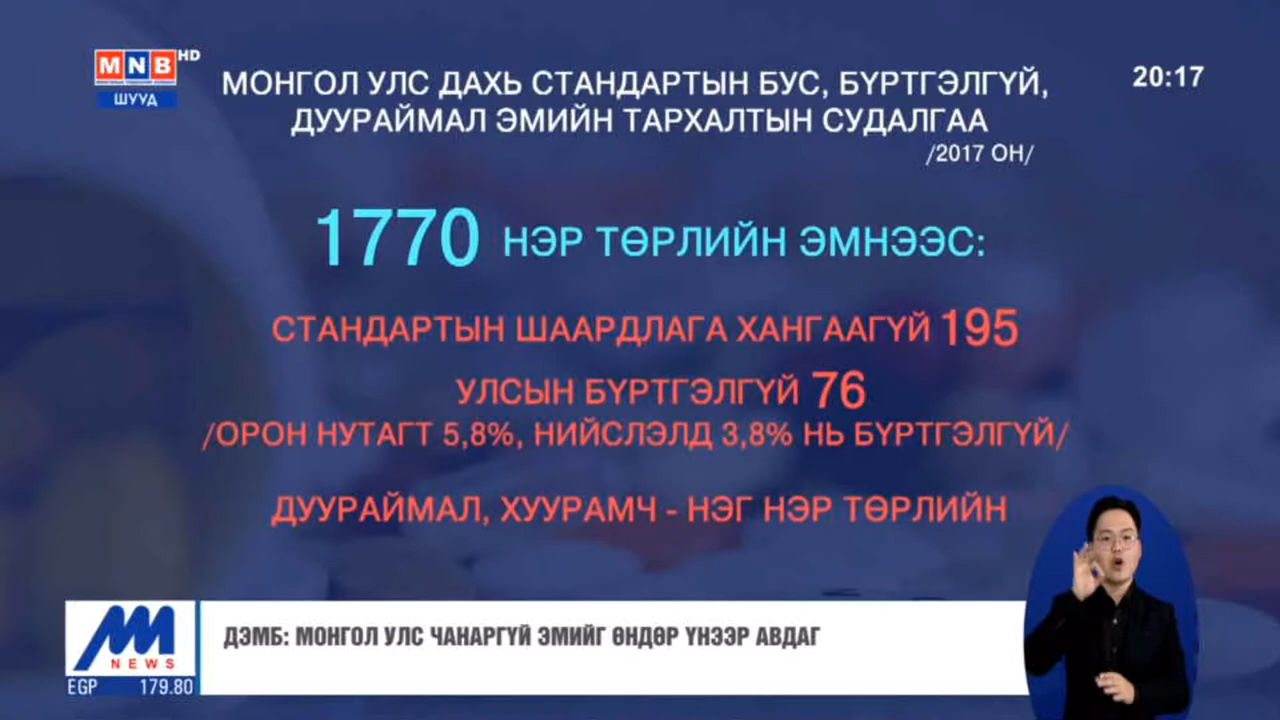 MNB HD
ШУУД
20:17
МОНГОЛ УЛС ДАХЬ СТАНДАРТЫН БУС, БҮРТГЭЛГҮЙ,
ДУУРАЙМАЛ ЭМИЙН ТАРХАЛТЫН СУДАЛГАА
/2017 ОН/
1770 НЭР ТӨРЛИЙН ЭМНЭЭС:
СТАНДАРТЫН ШААРДЛАГА ХАНГААГҮЙ 195
УЛСЫН БҮРТГЭЛГҮЙ 76
/ОРОН НУТАГТ 5,8%, НИЙСЛЭЛД 3,8% НЬ БҮРТГЭЛГҮЙ/
ДУУРАЙМАЛ, ХУУРАМЧ - НЭГ НЭР ТӨРЛИЙН
NEWS
ДЭМБ: МОНГОЛ УЛС ЧАНАРГҮЙ ЭМИЙГ ӨНДӨР ҮНЭЭР АВДАГ
EGP 179.80